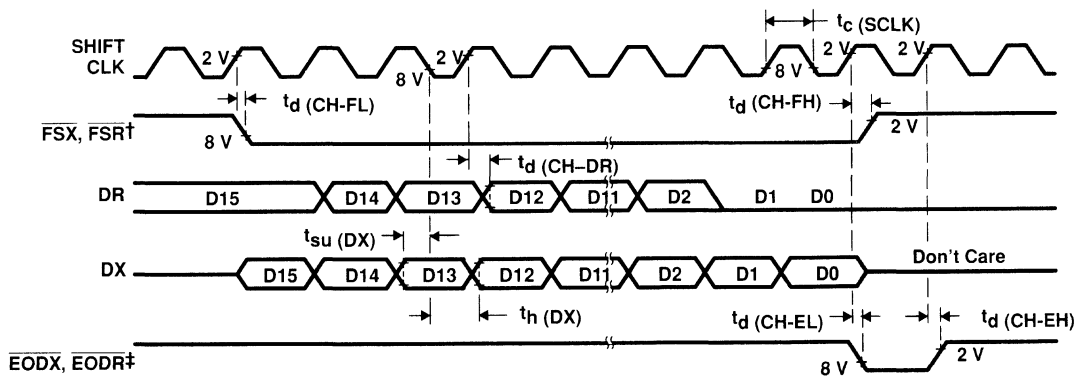 tc (SCLK)
SHIFT
CLK
2 V
8 V
2 V
8 V
2 V
2 V
td (CH-FL)
td (CH-FH)
FSX, FSR†
8 V
2 V
td (CH–DR)
DR
D15
D14
D13
D12
D11
D2
D1
D0
tsu (DX)
DX
D15
D14
D13
D12
D11
D2
D1
D0
Don't Care
th (DX)
td (CH-EL)
td (CH-EH)
EODX, EODR‡
8 V
2 V